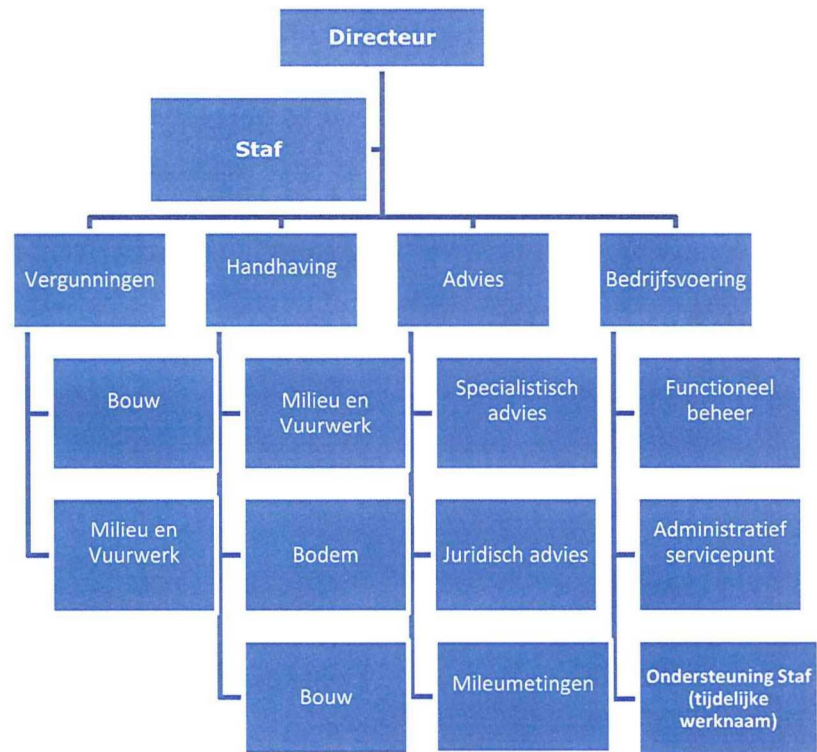 Directeur
Staf
Vergunningen
Handhaving
Advies
Bedrijfsvoering
Bouw
Milieu en
Vuurwerk
Milieu en
Vuurwerk
Bodem
Bouw
Specialistisch
advies
Juridisch advies
Mileumetingen
Functioneel
beheer
Administratief
servicepunt
Ondersteuning Staf
(tijdelijke
werknaam)